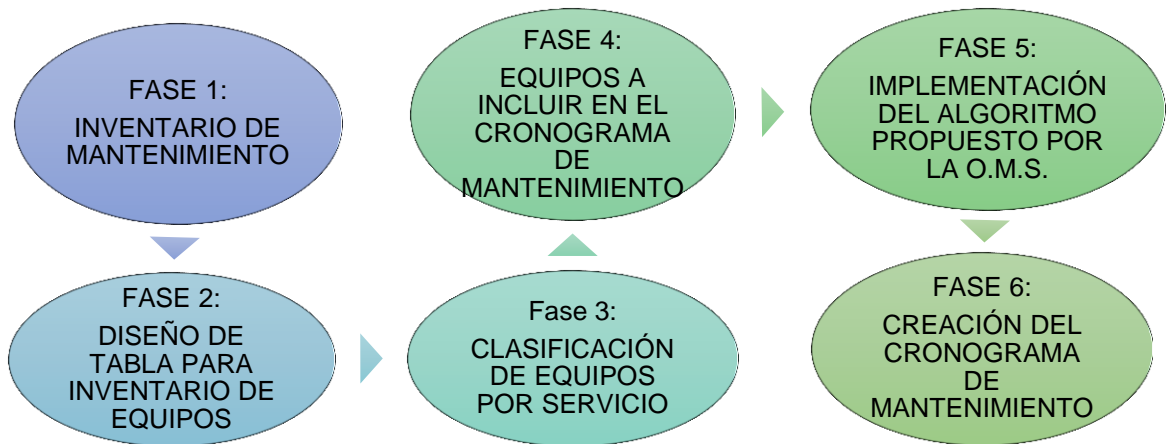 FASE 1:
INVENTARIO DE
MANTENIMIENTO
FASE 2:
DISEÑO DE
TABLA PARA
INVENTARIO DE
EQUIPOS
Fase 3:
CLASIFICACIÓN
DE EQUIPOS
POR SERVICIO
FASE 4:
EQUIPOS A
INCLUIR EN EL
CRONOGRAMA
DE
MANTENIMIENTO
FASE 5:
IMPLEMENTACIÓN
DEL ALGORITMO
PROPUESTO POR
LA O.M.S.
FASE 6:
CREACIÓN DEL
CRONOGRAMA
DE
MANTENIMIENTO